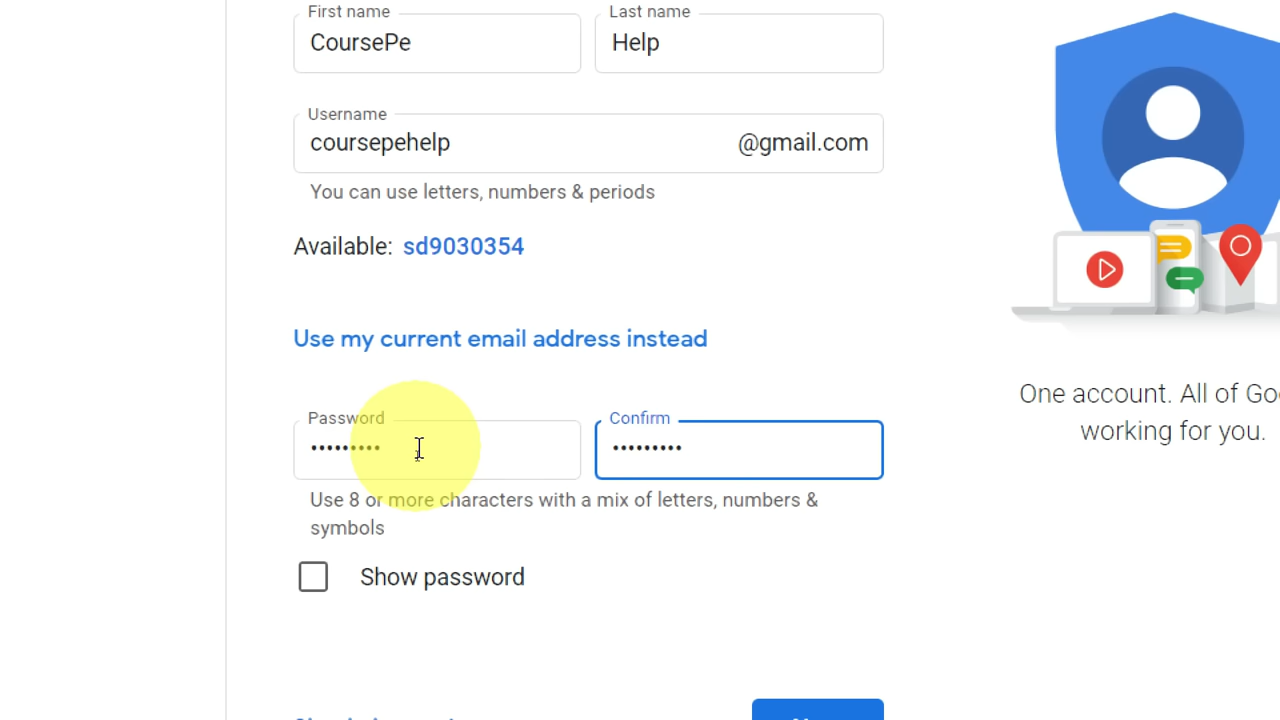 First name
Last name
CoursePe
Help
Username
coursepehelp
@gmail.com
You can use letters, numbers & periods
Available: sd9030354
Use my current email address instead
One account. All of
working for you.
Password
Confirm
•••••••••
•••••••••
Use 8 or more characters with a mix of letters, numbers &
symbols
Show password